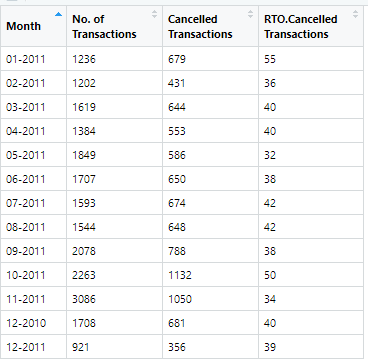 Month No. of Transactions Cancelled Transactions RTO.Cancelled Transactions
01-2011 1236 679 55
02-2011 1202 431 36
03-2011 1619 644 40
04-2011 1384 553 40
05-2011 1849 586 32
06-2011 1707 650 38
07-2011 1593 674 42
08-2011 1544 648 42
09-2011 2078 788 38
10-2011 2263 1132 50
11-2011 3086 1050 34
12-2010 1708 681 40
12-2011 921 356 39